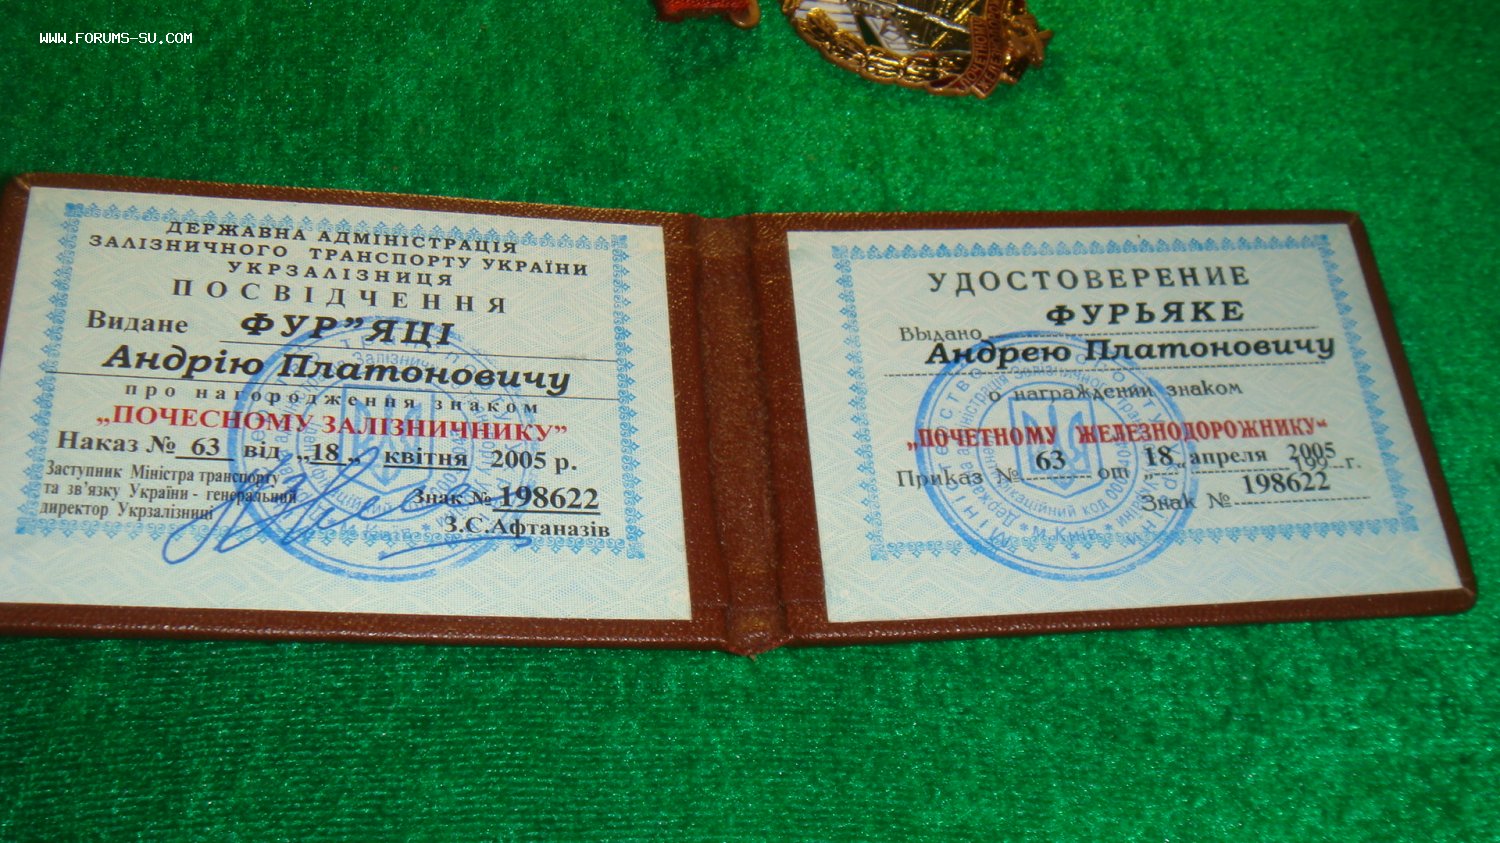 WWW.FORUMS-SU.COM
ДЕРЖАВНА АДМІНІСТРАЦІЯ
ЗАЛІЗНИЧНОГО ТРАНСПОРТУ УКРАЇНИ
УКРЗАЛІЗНИЦЯ
ПОСВІДЧЕННЯ
Видане ФУР”ЯЦІ
Андрію Платоновичу
про нагородження знаком
„ПОЧЕСНОМУ ЗАЛІЗНИЧНИКУ”
Наказ № 63 від „18„ квітня 2005 р.
Заступник Міністра транспорту
та зв'язку України - генеральний
директор Укрзалізниці
Знак № 198622
З.С.Афтаназів
УДОСТОВЕРЕНИЕ
Выдано ФУРЬЯКЕ
Андрею Платоновичу
о награждении знаком
„ПОЧЕТНОМУ ЖЕЛЕЗНОДОРОЖНИКУ“
Приказ № 63 от „18„ апреля 2005 199 г.
Знак № 198622